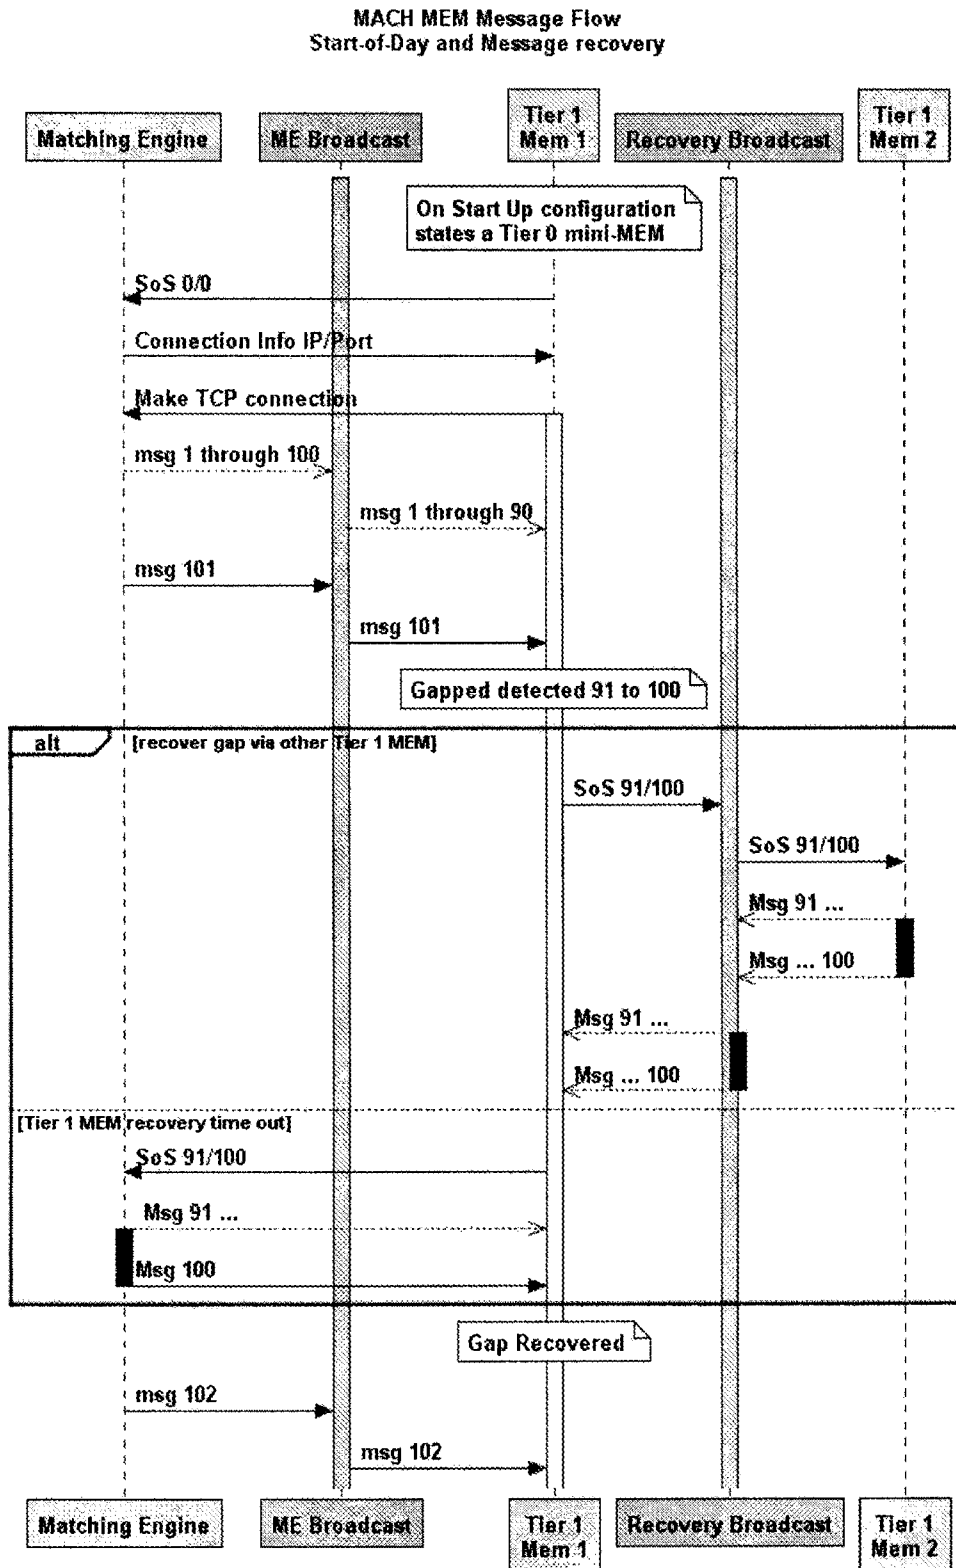 MACH MEM Message Flow
Start-of-Day and Message recovery
Matching Engine
ME Broadcast
Tier 1
Mem 1
Recovery Broadcast
Tier 1
Mem 2
On Start Up configuration
states a Tier 0 mini-MEM
SoS 0/0
Connection Info IP/Port
Make TCP connection
msg 1 through 100
msg 1 through 90
msg 101
msg 101
Gapped detected 91 to 100
alt
[recover gap via other Tier 1 MEM]
SoS 91/100
SoS 91/100
Msg 91 ...
Msg ... 100
Msg 91 ...
Msg ... 100
[Tier 1 MEM recovery time out]
SoS 91/100
Msg 91 ...
Msg 100
Gap Recovered
msg 102
msg 102
Matching Engine
ME Broadcast
Tier 1
Mem 1
Recovery Broadcast
Tier 1
Mem 2